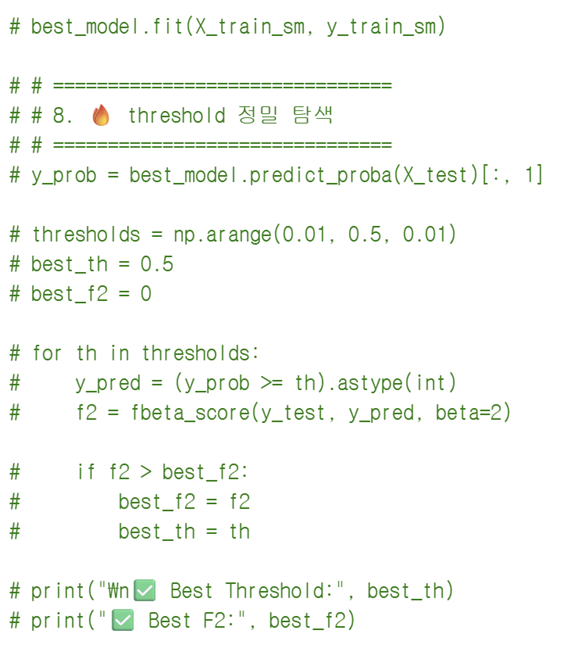 # best_model.fit(X_train_sm, y_train_sm)
# # ===============================
# # 8. 🔥 threshold 정밀 탐색
# # ===============================
# y_prob = best_model.predict_proba(X_test)[:, 1]
# thresholds = np.arange(0.01, 0.5, 0.01)
# best_th = 0.5
# best_f2 = 0
# for th in thresholds:
#     y_pred = (y_prob >= th).astype(int)
#     f2 = fbeta_score(y_test, y_pred, beta=2)
#     if f2 > best_f2:
#         best_f2 = f2
#         best_th = th
# print("₩n✅ Best Threshold:", best_th)
# print("✅ Best F2:", best_f2)